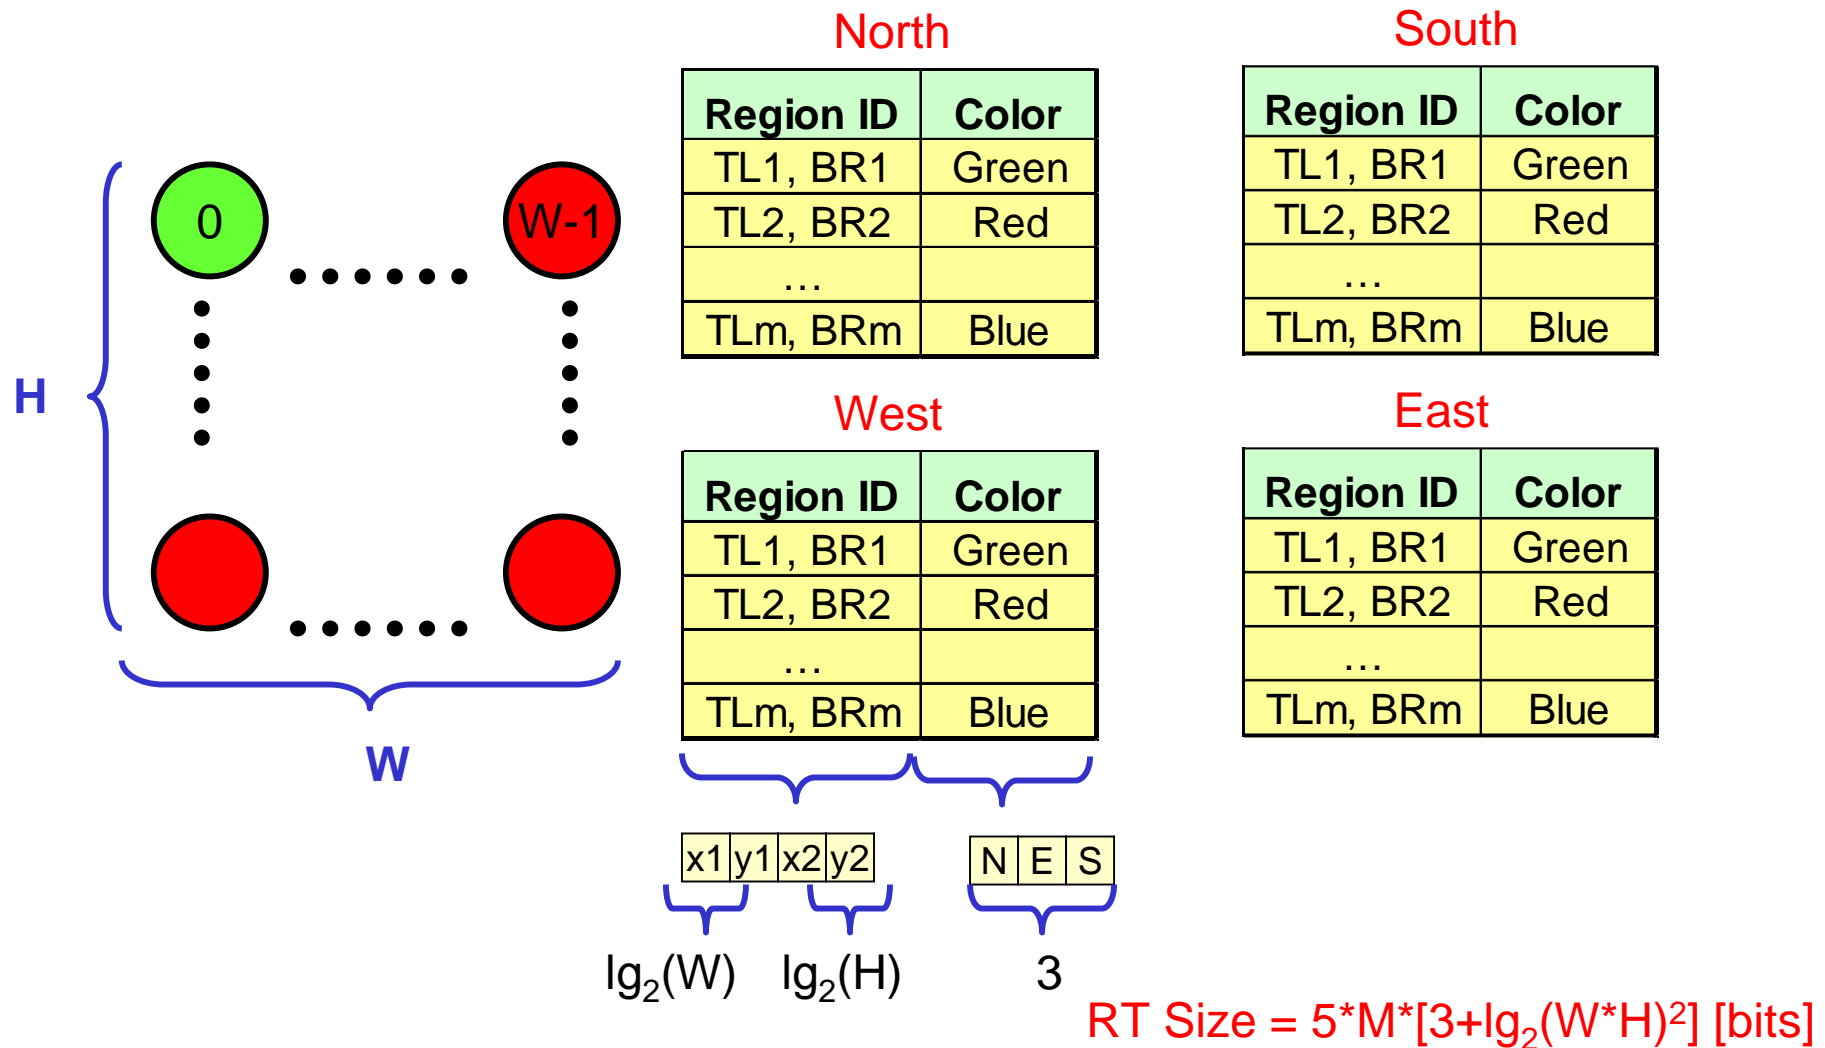 North
South
Region ID Color
TL1, BR1 Green
TL2, BR2 Red
...
TLm, BRm Blue
Region ID Color
TL1, BR1 Green
TL2, BR2 Red
...
TLm, BRm Blue
0
W-1
H
W
West
East
Region ID Color
TL1, BR1 Green
TL2, BR2 Red
...
TLm, BRm Blue
Region ID Color
TL1, BR1 Green
TL2, BR2 Red
...
TLm, BRm Blue
x1 y1 x2 y2
N E S
lg₂(W) lg₂(H) 3
RT Size = 5*M*[3+lg₂(W*H)²] [bits]